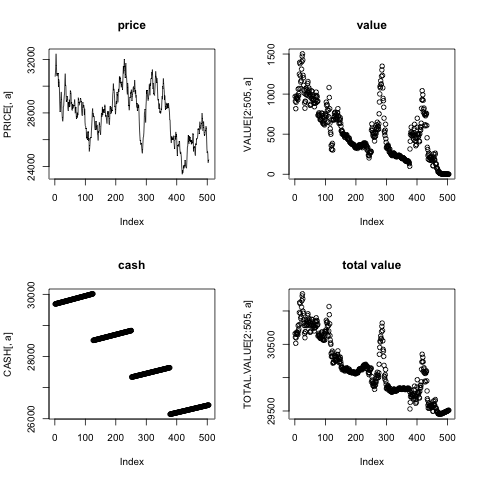 price
PRICE[, a]
24000 28000 32000
0 100 200 300 400 500
Index
value
VALUE[2:505, a]
0 500 1000 1500
0 100 200 300 400 500
Index
cash
CASH[, a]
26000 28000 30000
0 100 200 300 400 500
Index
total value
TOTAL.VALUE[2:505, a]
29500 30500
0 100 200 300 400 500
Index